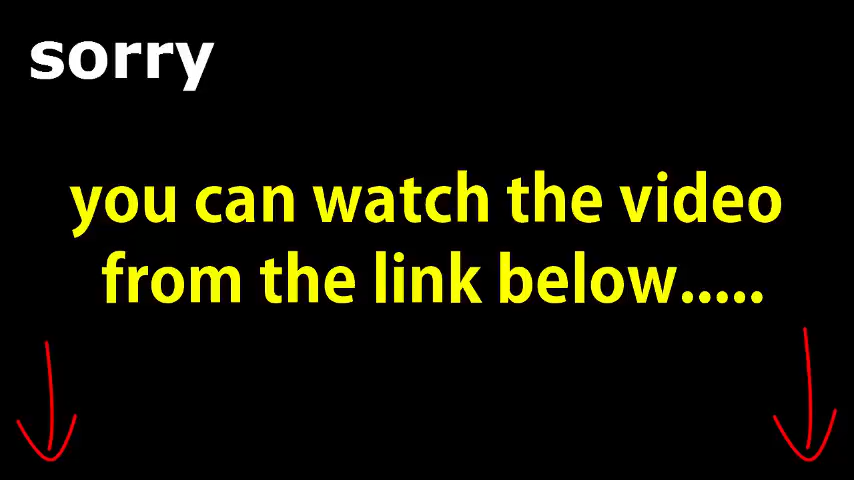 sorry
you can watch the video
from the link below.....